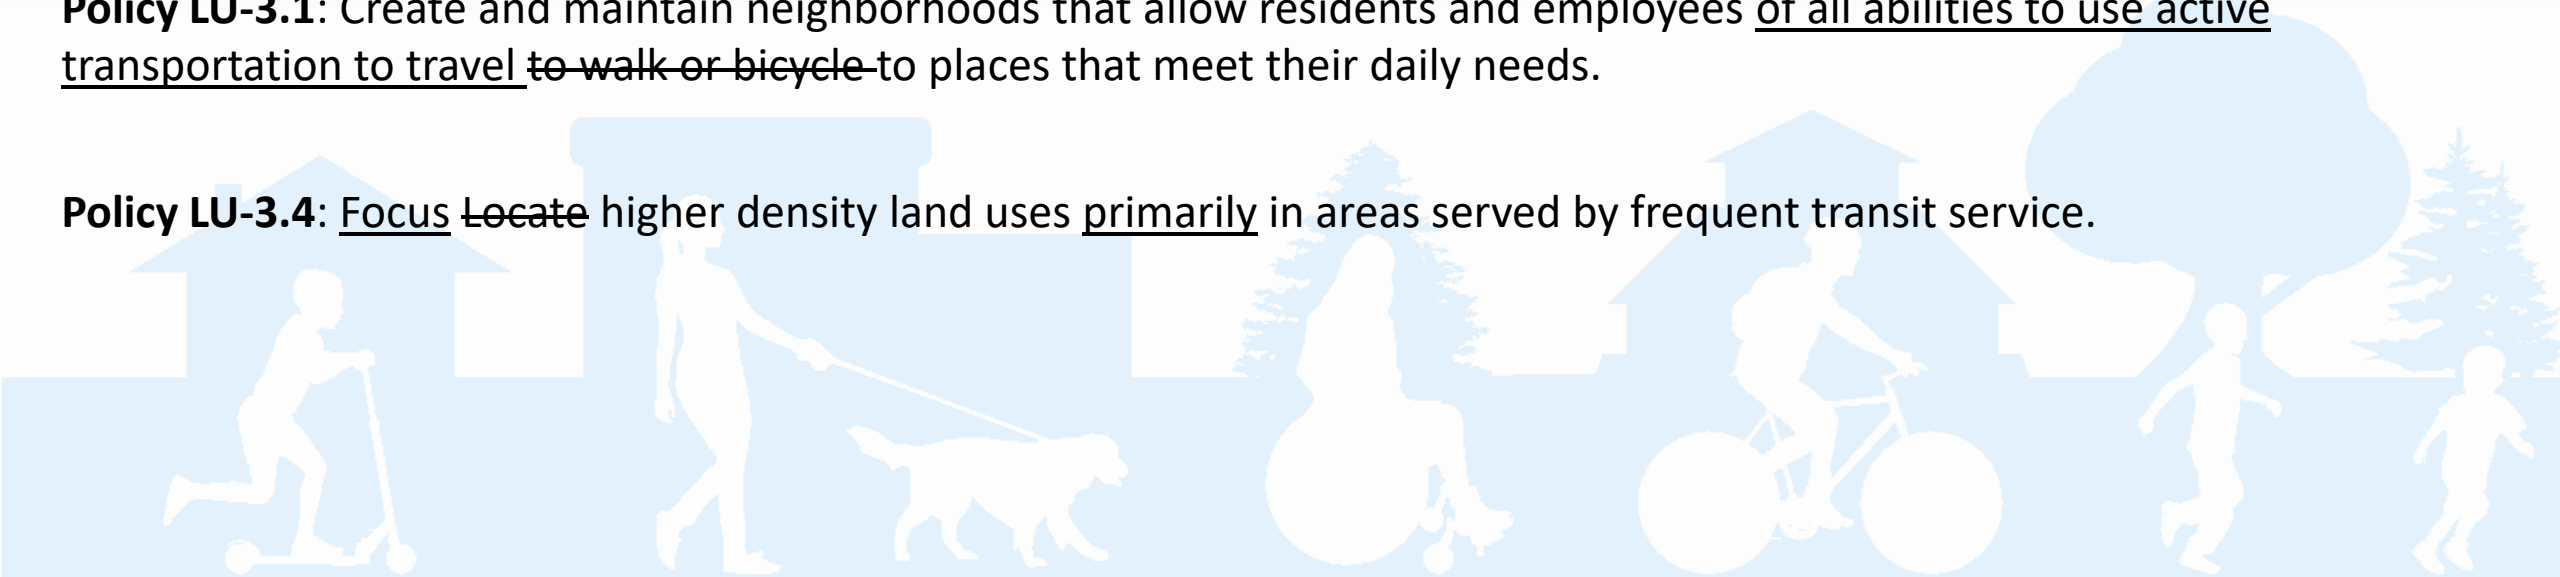 Policy LU-3.1: Create and maintain neighborhoods that allow residents and employees of all abilities to use active
transportation to travel to walk or bicycle to places that meet their daily needs.
Policy LU-3.4: Focus Locate higher density land uses primarily in areas served by frequent transit service.